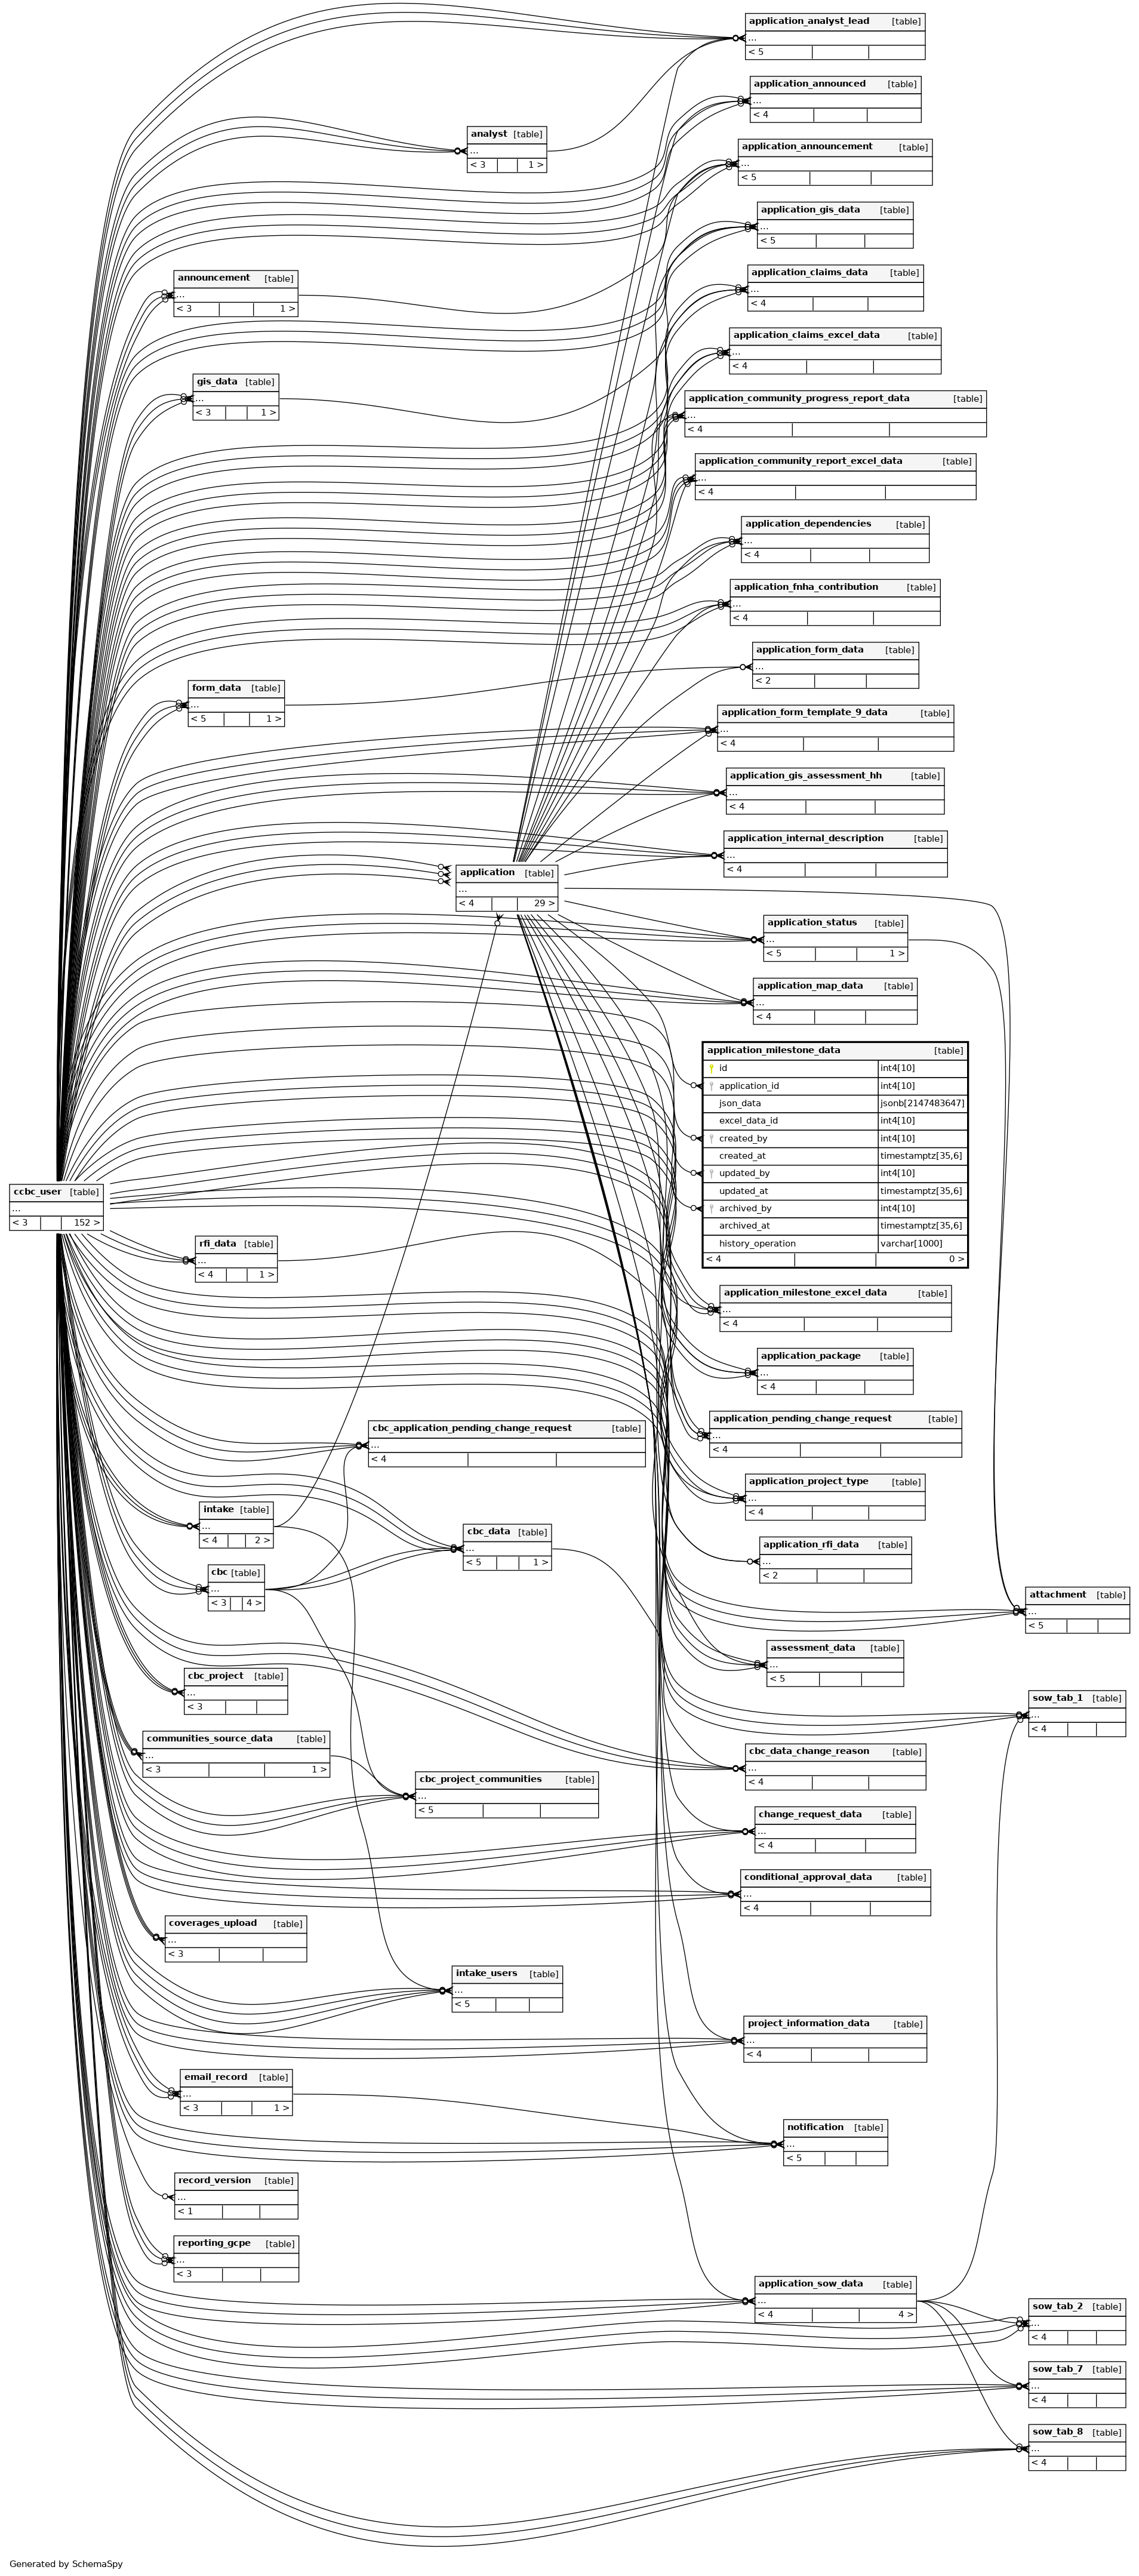 application_analyst_lead [table]
...
< 5
application_announced [table]
...
< 4
analyst [table]
...
< 3 1 >
application_announcement [table]
...
< 5
application_gis_data [table]
...
< 5
application_claims_data [table]
...
< 4
announcement [table]
...
< 3 1 >
application_claims_excel_data [table]
...
< 4
gis_data [table]
...
< 3 1 >
application_community_progress_report_data [table]
...
< 4
application_community_report_excel_data [table]
...
< 4
application_dependencies [table]
...
< 4
application_fnha_contribution [table]
...
< 4
application_form_data [table]
...
< 2
form_data [table]
...
< 5 1 >
application_form_template_9_data [table]
...
< 4
application_gis_assessment_hh [table]
...
< 4
application_internal_description [table]
...
< 4
application [table]
...
< 4 29 >
application_status [table]
...
< 5 1 >
application_map_data [table]
...
< 4
application_milestone_data [table]
id int4[10]
application_id int4[10]
json_data jsonb[2147483647]
excel_data_id int4[10]
created_by int4[10]
created_at timestamptz[35,6]
updated_by int4[10]
updated_at timestamptz[35,6]
archived_by int4[10]
archived_at timestamptz[35,6]
history_operation varchar[1000]
< 4 0 >
ccbc_user [table]
...
< 3 152 >
rfi_data [table]
...
< 4 1 >
application_milestone_excel_data [table]
...
< 4
application_package [table]
...
< 4
application_pending_change_request [table]
...
< 4
cbc_application_pending_change_request [table]
...
< 4
application_project_type [table]
...
< 4
intake [table]
...
< 4 2 >
cbc_data [table]
...
< 5 1 >
application_rfi_data [table]
...
< 2
cbc [table]
...
< 3 4 >
attachment [table]
...
< 5
assessment_data [table]
...
< 5
cbc_project [table]
...
< 3
sow_tab_1 [table]
...
< 4
communities_source_data [table]
...
< 3 1 >
cbc_data_change_reason [table]
...
< 4
cbc_project_communities [table]
...
< 5
change_request_data [table]
...
< 4
conditional_approval_data [table]
...
< 4
coverages_upload [table]
...
< 3
intake_users [table]
...
< 5
project_information_data [table]
...
< 4
email_record [table]
...
< 3 1 >
notification [table]
...
< 5
record_version [table]
...
< 1
reporting_gcpe [table]
...
< 3
application_sow_data [table]
...
< 4 4 >
sow_tab_2 [table]
...
< 4
sow_tab_7 [table]
...
< 4
sow_tab_8 [table]
...
< 4
Generated by SchemaSpy